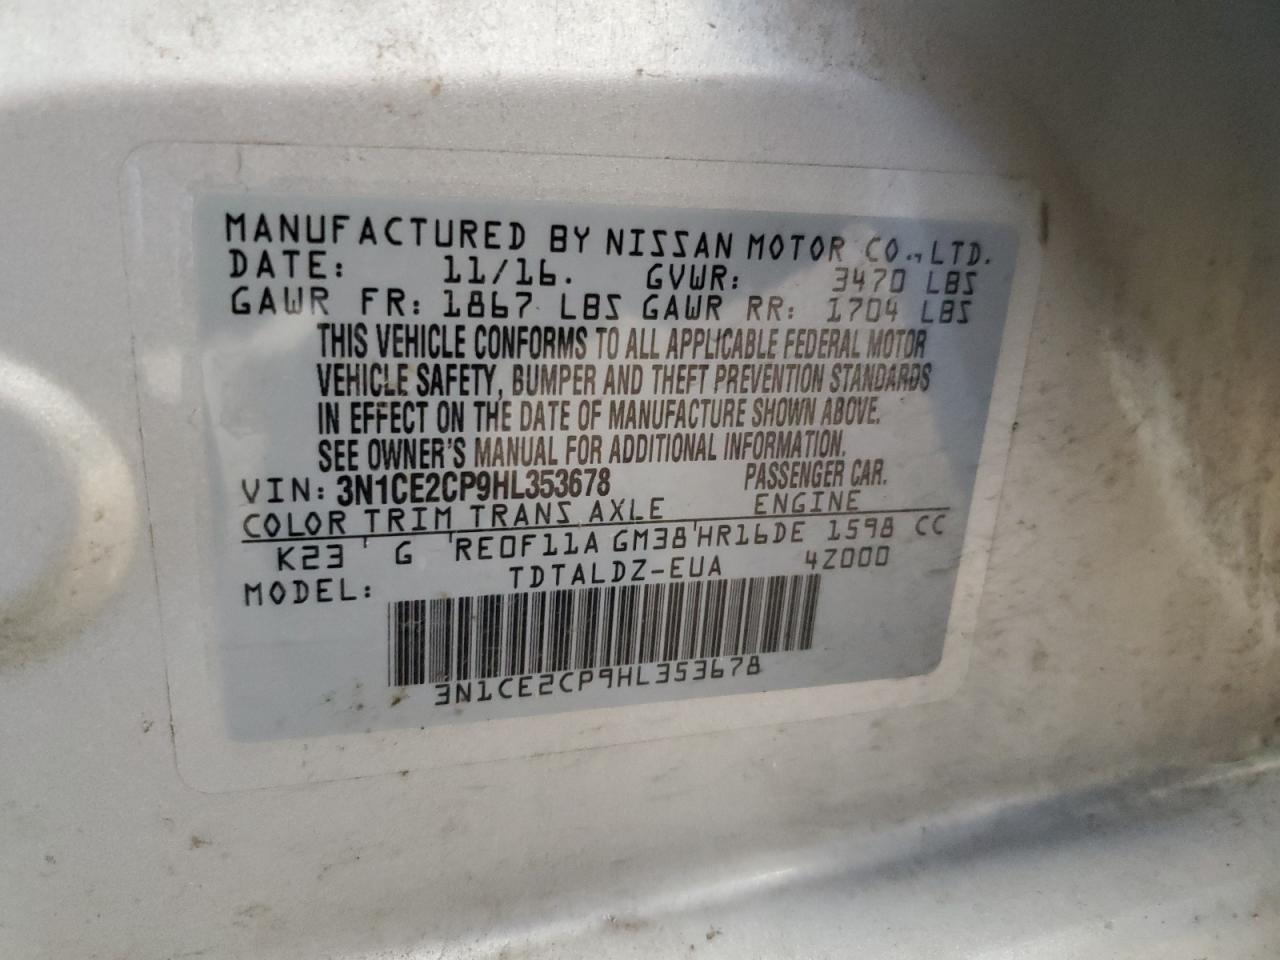 MANUFACTURED BY NISSAN MOTOR CO., LTD.
DATE: 11/16. GVWR: 3470 LBS
GAWR FR: 1867 LBS GAWR RR: 1704 LBS
THIS VEHICLE CONFORMS TO ALL APPLICABLE FEDERAL MOTOR
VEHICLE SAFETY, BUMPER AND THEFT PREVENTION STANDARDS
IN EFFECT ON THE DATE OF MANUFACTURE SHOWN ABOVE.
SEE OWNER'S MANUAL FOR ADDITIONAL INFORMATION.
VIN: 3N1CE2CP9HL353678 PASSENGER CAR.
COLOR TRIM TRANS AXLE ENGINE
K23 ' G 'RE0F11A GM38'HR16DE 1598 CC
MODEL: TDTALDZ-EUA 4Z000
3N1CE2CP9HL353678